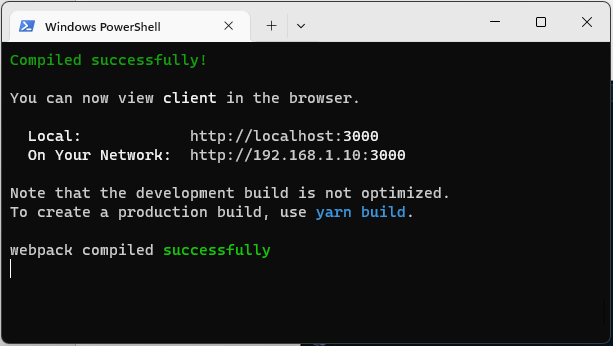 Windows PowerShell
Compiled successfully!
You can now view client in the browser.
Local: http://localhost:3000
On Your Network: http://192.168.1.10:3000
Note that the development build is not optimized.
To create a production build, use yarn build.
webpack compiled successfully